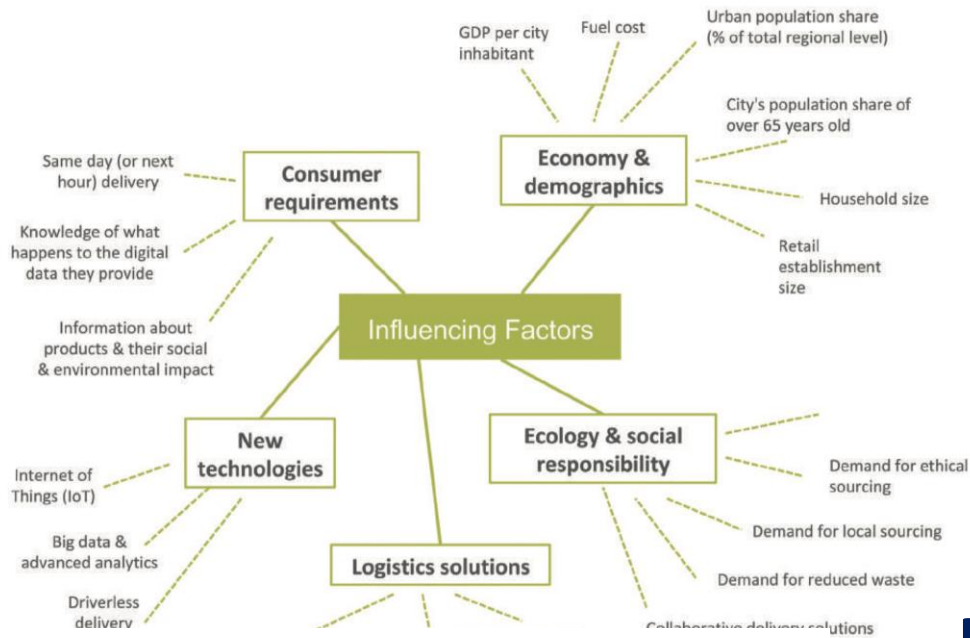 GDP per city
inhabitant
Fuel cost
Urban population share
(% of total regional level)
City's population share of
over 65 years old
Household size
Retail
establishment
size
Economy &
demographics
Consumer
requirements
Same day (or next
hour) delivery
Knowledge of what
happens to the digital
data they provide
Information about
products & their social
& environmental impact
Influencing Factors
New
technologies
Internet of
Things (IoT)
Big data &
advanced analytics
Driverless
delivery
Logistics solutions
Ecology & social
responsibility
Demand for ethical
sourcing
Demand for local sourcing
Demand for reduced waste
Collaborative delivery solutions